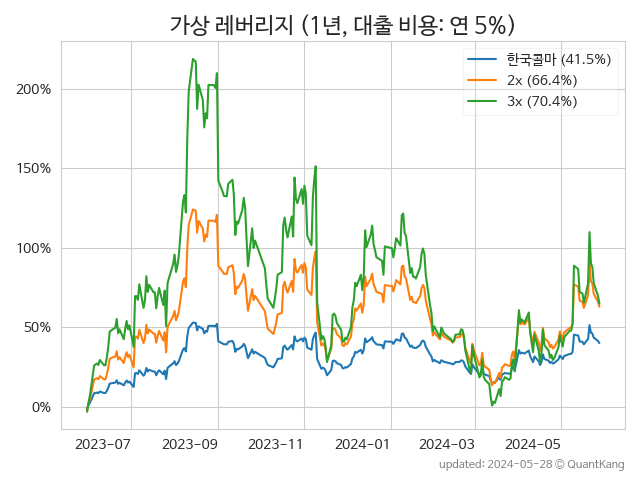 가상 레버리지 (1년, 대출 비용: 연 5%)
한국콜마 (41.5%)
2x (66.4%)
3x (70.4%)
200%
150%
100%
50%
0%
2023-07 2023-09 2023-11 2024-01 2024-03 2024-05
updated: 2024-05-28 © QuantKang